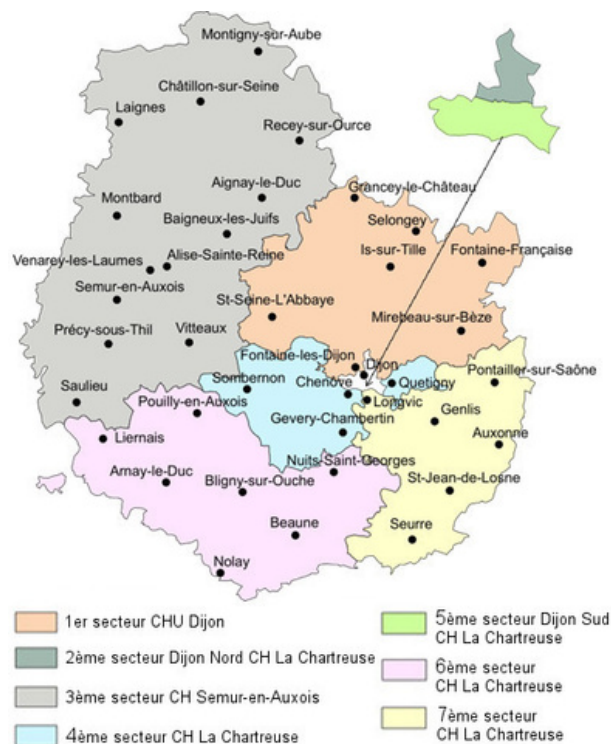 Montigny-sur-Aube
Châtillon-sur-Seine
Laignes
Recey-sur-Ource
Aignay-le-Duc
Grancey-le-Château
Montbard
Selongey
Baigneux-les-Juifs
Is-sur-Tille
Fontaine-Française
Venarey-les-Laumes
Alise-Sainte-Reine
Semur-en-Auxois
St-Seine-L'Abbaye
Mirebeau-sur-Bèze
Précy-sous-Thil
Vitteaux
Fontaine-les-Dijon
Dijon
Pontailler-sur-Saône
Sombernon
Chenôve
Quetigny
Saulieu
Pouilly-en-Auxois
Longvic
Genlis
Gevery-Chambertin
Liernais
Auxonne
Nuits-Saint-Georges
Arnay-le-Duc
Bligny-sur-Ouche
St-Jean-de-Losne
Beaune
Seurre
Nolay
1er secteur CHU Dijon
2ème secteur Dijon Nord CH La Chartreuse
3ème secteur CH Semur-en-Auxois
4ème secteur CH La Chartreuse
5ème secteur Dijon Sud
CH La Chartreuse
6ème secteur
CH La Chartreuse
7ème secteur
CH La Chartreuse